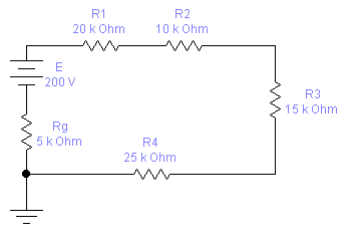 R1
20 k Ohm
R2
10 k Ohm
E
200 V
R3
15 k Ohm
Rg
5 k Ohm
R4
25 k Ohm